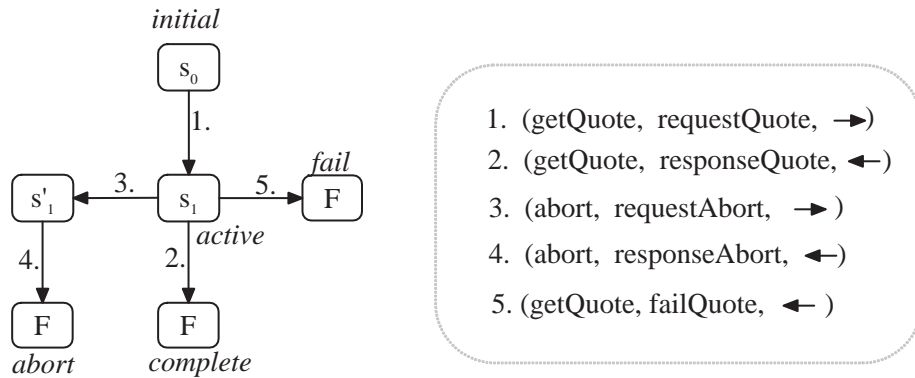 initial
s0
1.
fail
s'1
3.
s1
5.
F
active
4.
2.
F
F
abort
complete
1. (getQuote, requestQuote, →)
2. (getQuote, responseQuote, ←)
3. (abort, requestAbort, →)
4. (abort, responseAbort, ←)
5. (getQuote, failQuote, ← )